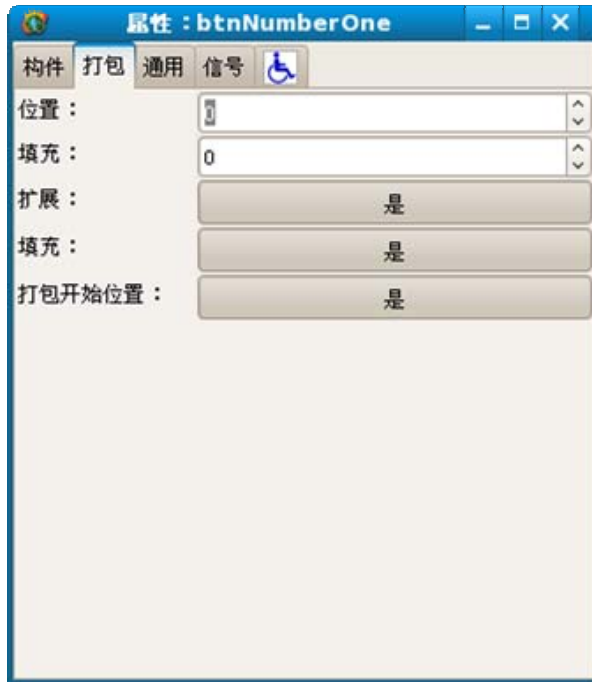 属性：btnNumberOne
构件 打包 通用 信号
位置： 0
填充： 0
扩展： 是
填充： 是
打包开始位置： 是